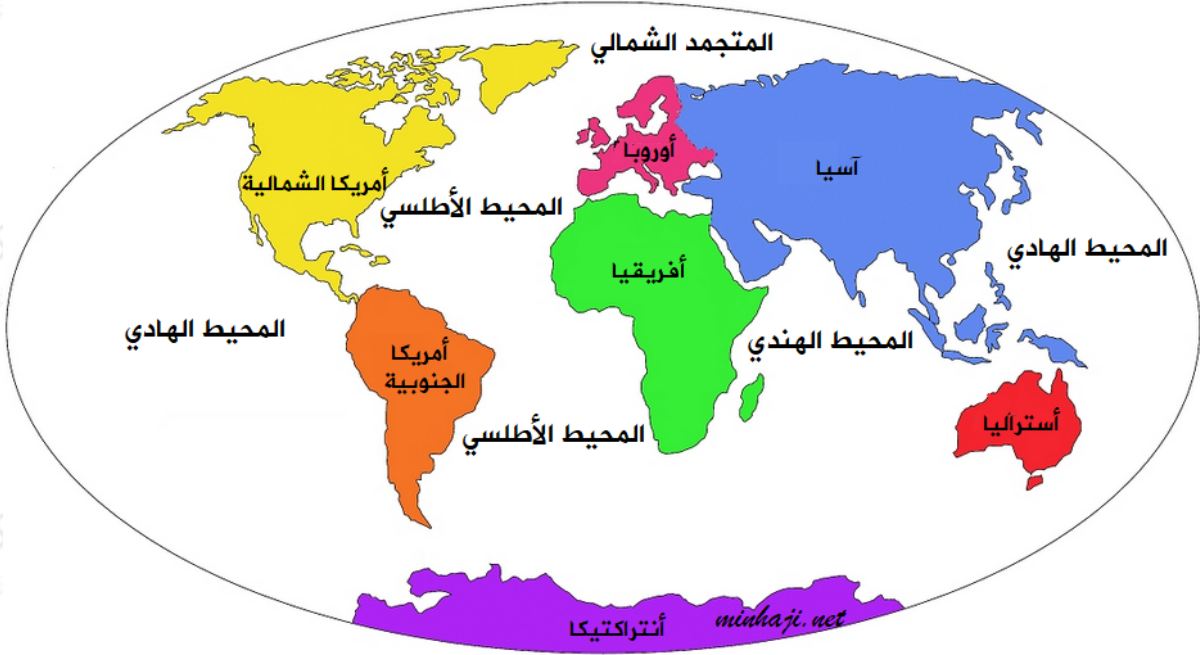 المتجمد الشمالي
أوروبا
آسيا
أمريكا الشمالية
المحيط الأطلسي
المحيط الهادي
أفريقيا
المحيط الهادي
المحيط الهندي
أمريكا
الجنوبية
أستراليا
المحيط الأطلسي
أنتراكتيكا
minhaji.net